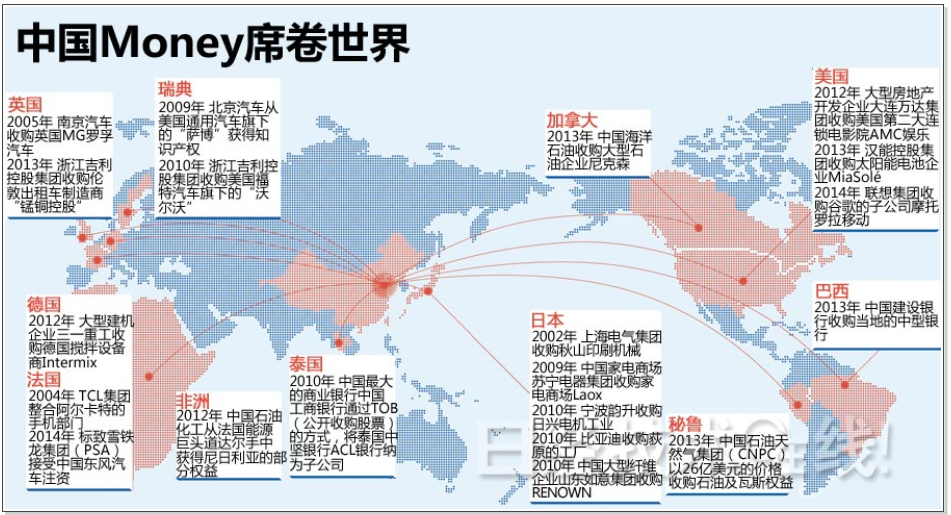 中国Money席卷世界
英国
2005年 南京汽车
收购英国MG罗孚
汽车
2013年 浙江吉利
控股集团收购伦
敦出租车制造商
“锰铜控股”
瑞典
2009年 北京汽车从
美国通用汽车旗下
的“萨博”获得知
识产权
2010年 浙江吉利控
股集团收购美国福
特汽车旗下的“沃
尔沃”
加拿大
2013年 中国海洋
石油收购大型石
油企业尼克森
美国
2012年 大型房地产
开发企业大连万达集
团收购美国第二大连
锁电影院AMC娱乐
2013年 汉能控股集
团收购太阳能电池企
业MiaSolé
2014年 联想集团收
购谷歌的子公司摩托
罗拉移动
德国
2012年 大型建机
企业三一重工收
购德国搅拌设备
商Intermix
法国
2004年 TCL集团
整合阿尔卡特的
手机部门
2014年 标致雪铁
龙集团（PSA）
接受中国东风汽
车注资
非洲
2012年 中国石油
化工从法国能源
巨头道达尔手中
获得尼日利亚的部
分权益
泰国
2010年 中国最大
的商业银行中国
工商银行通过TOB
（公开收购股票）
的方式，将泰国中
坚银行ACL银行纳
为子公司
日本
2002年 上海电气集团
收购秋山印刷机械
2009年 中国家电商场
苏宁电器集团收购家
电商场Laox
2010年 宁波韵升收购
日兴电机工业
2010年 比亚迪收购荻
原的工厂
2010年 中国大型纤维
企业山东如意集团收购
RENOWN
秘鲁
2013年 中国石油天
然气集团（CNPC）
以26亿美元的价格
收购石油及瓦斯权益
巴西
2013年 中国建设银
行收购当地的中型银
行